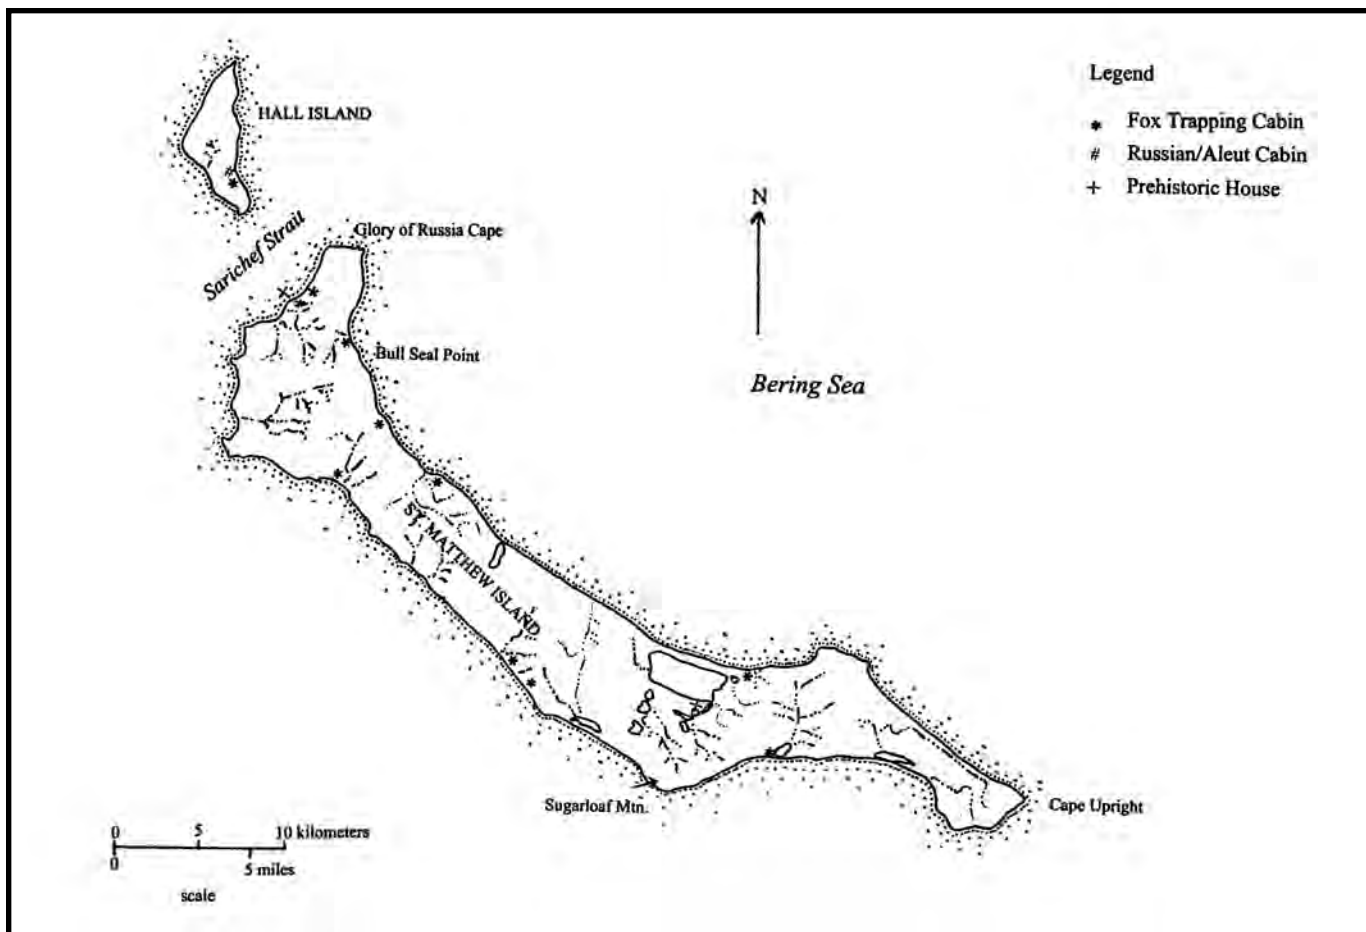 Legend
* Fox Trapping Cabin
# Russian/Aleut Cabin
+ Prehistoric House
HALL ISLAND
N
Sarichef Strait
Glory of Russia Cape
Bull Seal Point
Bering Sea
ST. MATTHEW ISLAND
Sugarloaf Mtn.
Cape Upright
0 5 10 kilometers
0 5 miles
scale